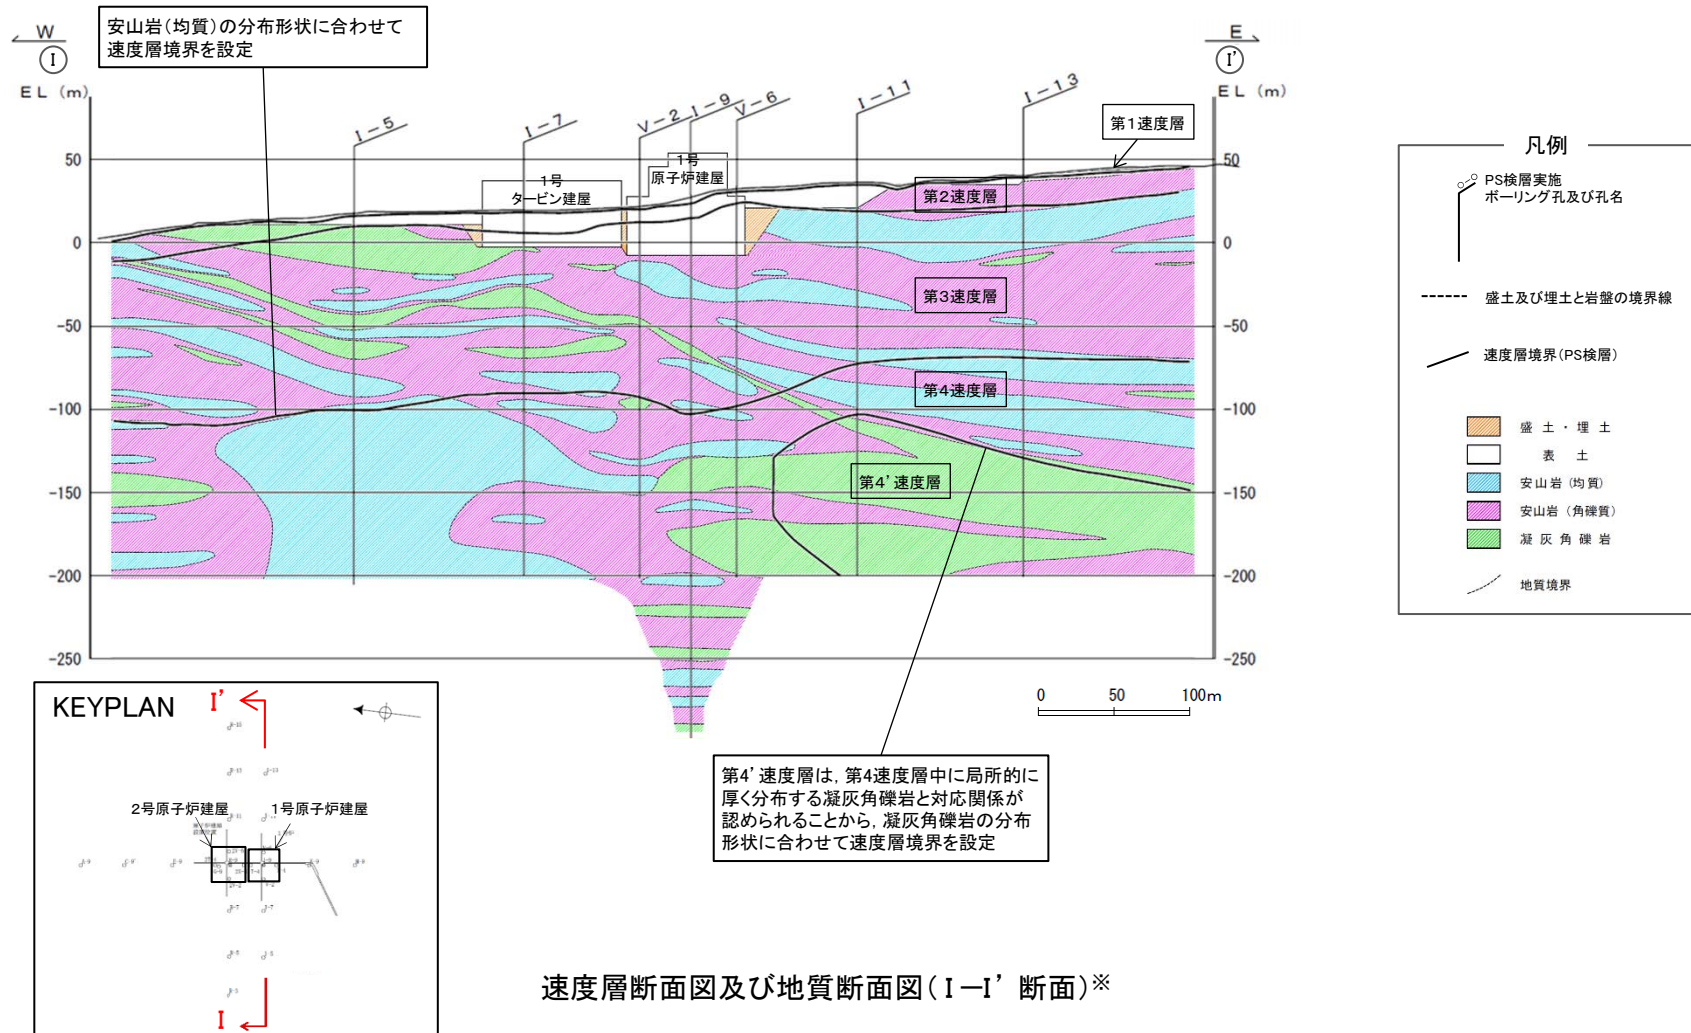 安山岩(均質)の分布形状に合わせて
速度層境界を設定
W
Ⅰ
EL (m)
E
Ⅰ'
EL (m)
Ⅰ-5
Ⅰ-7
Ⅴ-2
Ⅰ-9
Ⅴ-6
Ⅰ-11
Ⅰ-13
第1速度層
50
0
-50
-100
-150
-200
-250
50
0
-50
-100
-150
-200
-250
1号
タービン建屋
1号
原子炉建屋
第2速度層
第3速度層
第4速度層
第4'速度層
凡例
PS検層実施
ボーリング孔及び孔名
盛土及び埋土と岩盤の境界線
速度層境界(PS検層)
盛土・埋土
表土
安山岩(均質)
安山岩(角礫質)
凝灰角礫岩
地質境界
0 50 100m
第4'速度層は,第4速度層中に局所的に
厚く分布する凝灰角礫岩と対応関係が
認められることから,凝灰角礫岩の分布
形状に合わせて速度層境界を設定
KEYPLAN
Ⅰ'
2号原子炉建屋
1号原子炉建屋
Ⅰ
速度層断面図及び地質断面図(Ⅰ-Ⅰ' 断面)※